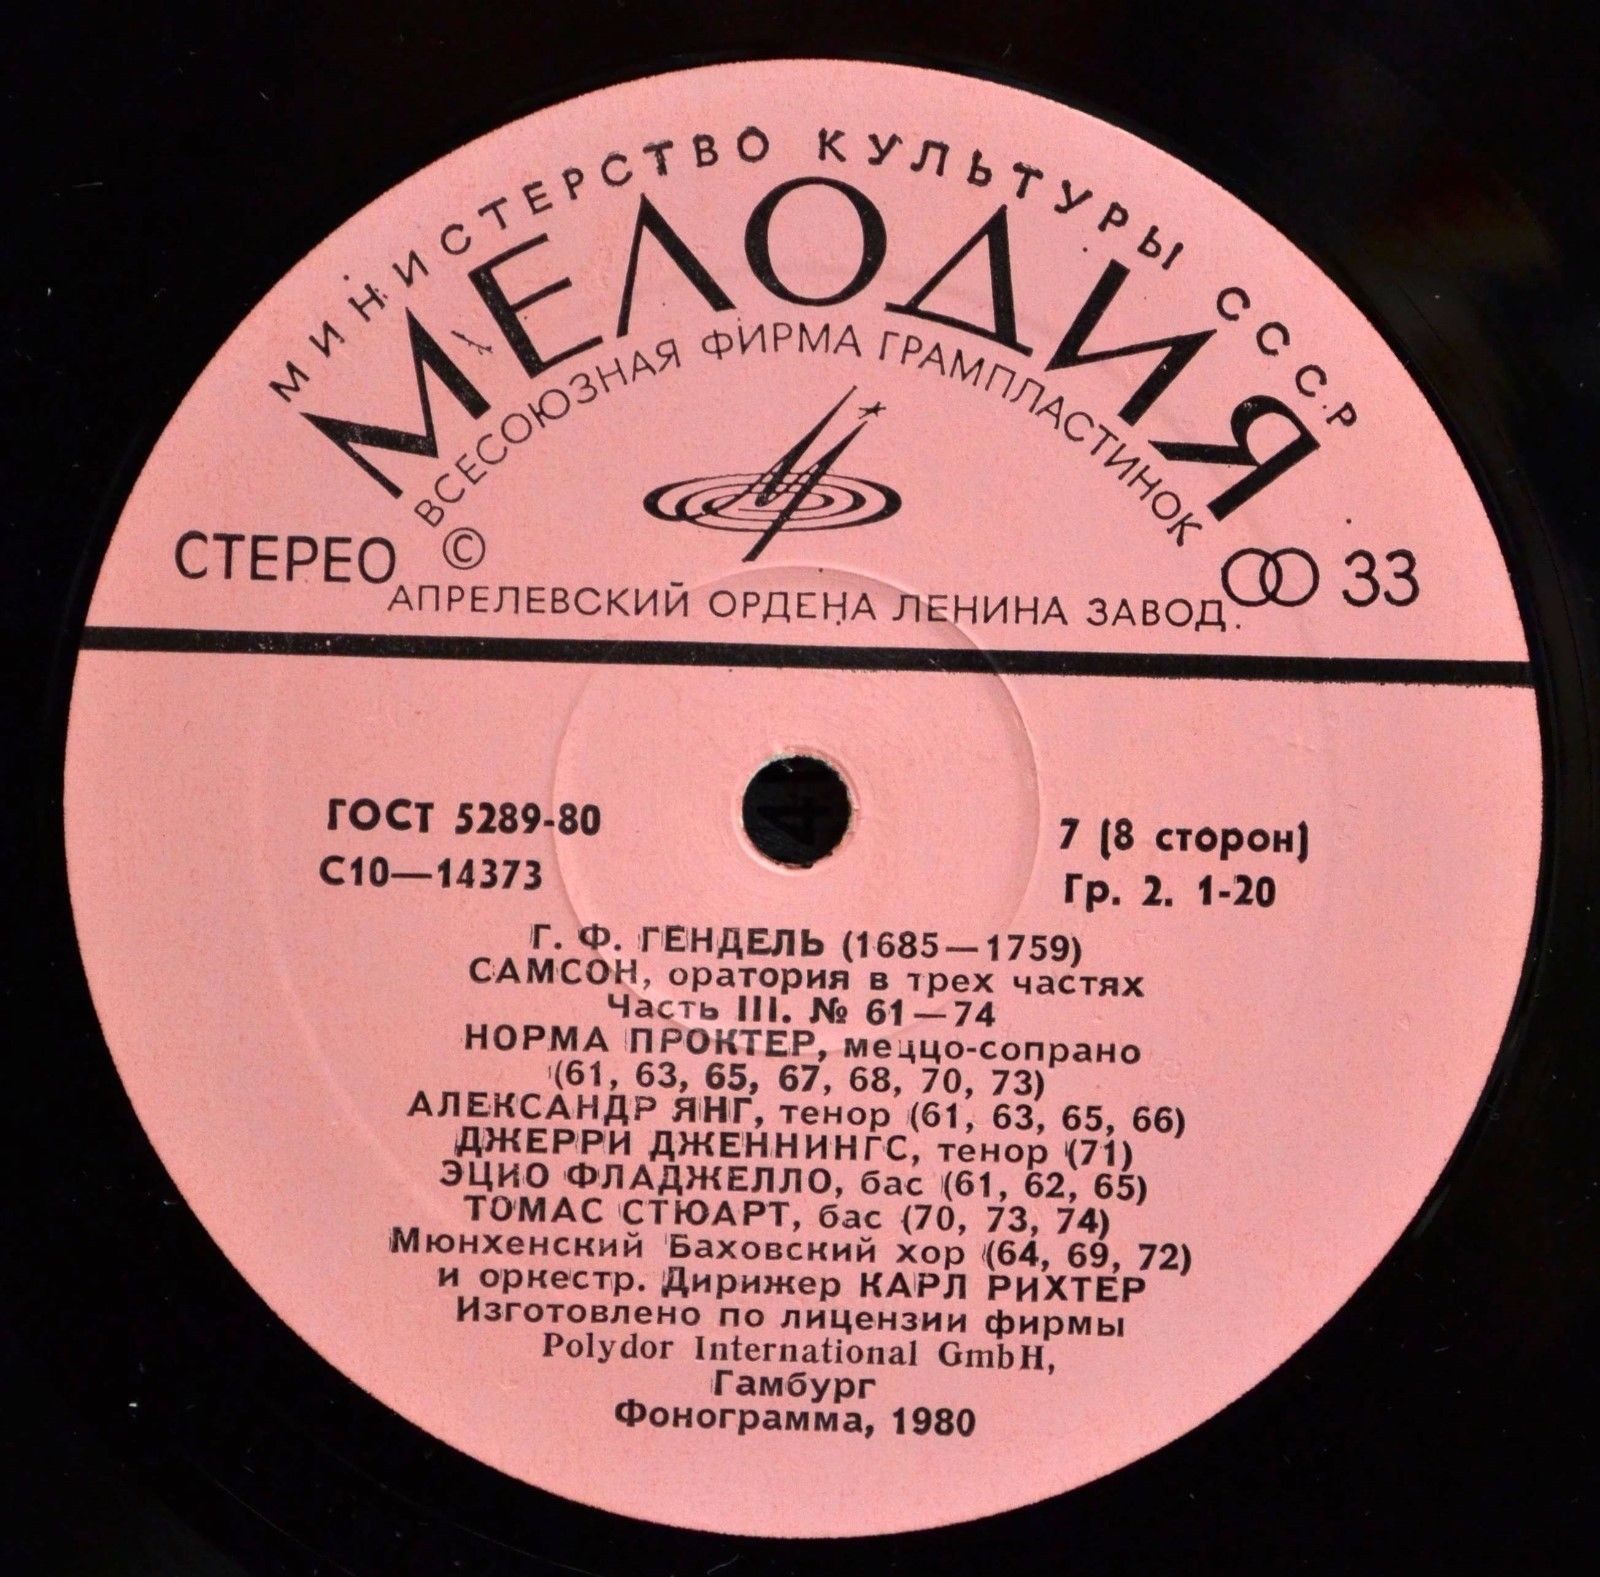 МИНИСТЕРСТВО КУЛЬТУРЫ СССР
МЕЛОДИЯ
ВСЕСОЮЗНАЯ ФИРМА ГРАМПЛАСТИНОК
СТЕРЕО © 33
АПРЕЛЕВСКИЙ ОРДЕНА ЛЕНИНА ЗАВОД.
ГОСТ 5289-80
С10—14373
7 (8 сторон)
Гр. 2. 1-20
Г. Ф. ГЕНДЕЛЬ (1685—1759)
САМСОН, оратория в трех частях
Часть III. № 61—74
НОРМА ПРОКТЕР, меццо-сопрано
(61, 63, 65, 67, 68, 70, 73)
АЛЕКСАНДР ЯНГ, тенор (61, 63, 65, 66)
ДЖЕРРИ ДЖЕННИНГС, тенор (71)
ЭЦИО ФЛАДЖЕЛЛО, бас (61, 62, 65)
ТОМАС СТЮАРТ, бас (70, 73, 74)
Мюнхенский Баховский хор (64, 69, 72)
и оркестр. Дирижер КАРЛ РИХТЕР
Изготовлено по лицензии фирмы
Polydor International GmbH,
Гамбург
Фонограмма, 1980